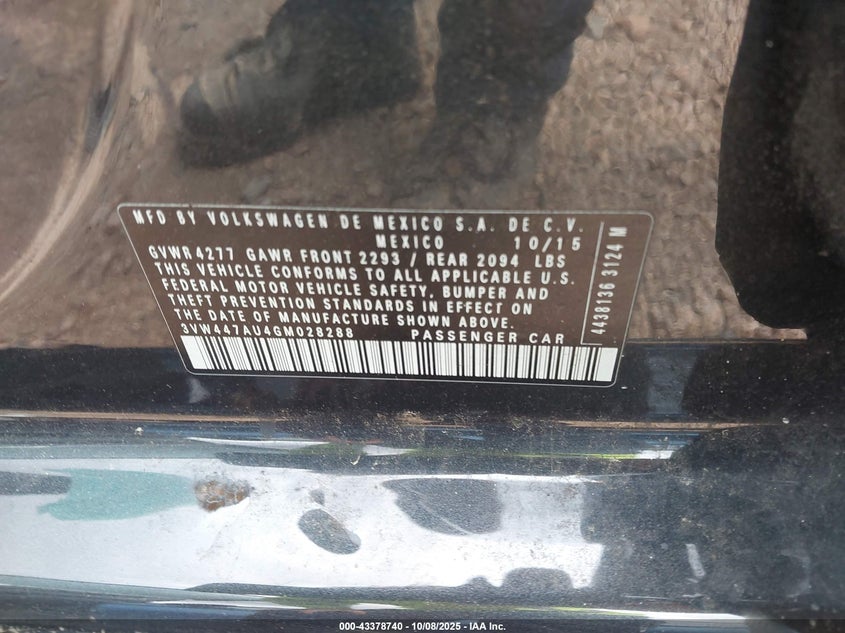 MFD BY VOLKSWAGEN DE MEXICO S.A. DE C.V.
MEXICO 10/15
GVWR 4277 GAWR FRONT 2293 / REAR 2094 LBS
THIS VEHICLE CONFORMS TO ALL APPLICABLE U.S.
FEDERAL MOTOR VEHICLE SAFETY, BUMPER AND
THEFT PREVENTION STANDARDS IN EFFECT ON
THE DATE OF MANUFACTURE SHOWN ABOVE.
3VW447AU4GM028288 PASSENGER CAR
4438136 3124 M
000-43378740 - 10/08/2025 - IAA Inc.